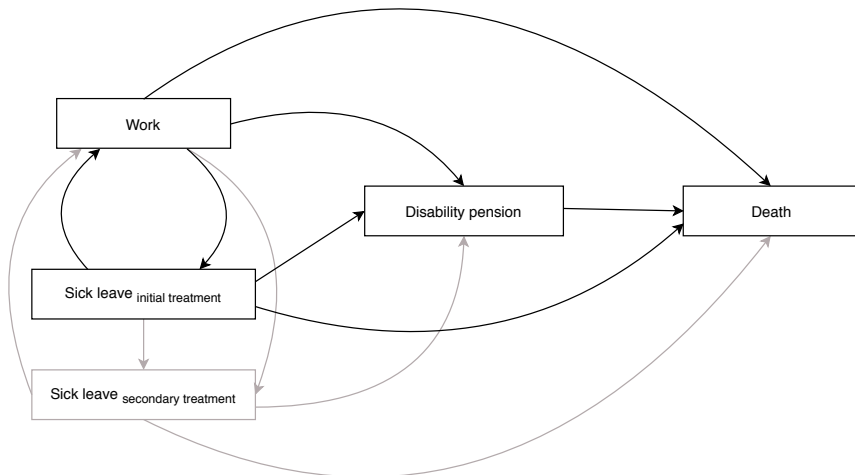 Work
Disability pension
Death
Sick leave initial treatment
Sick leave secondary treatment